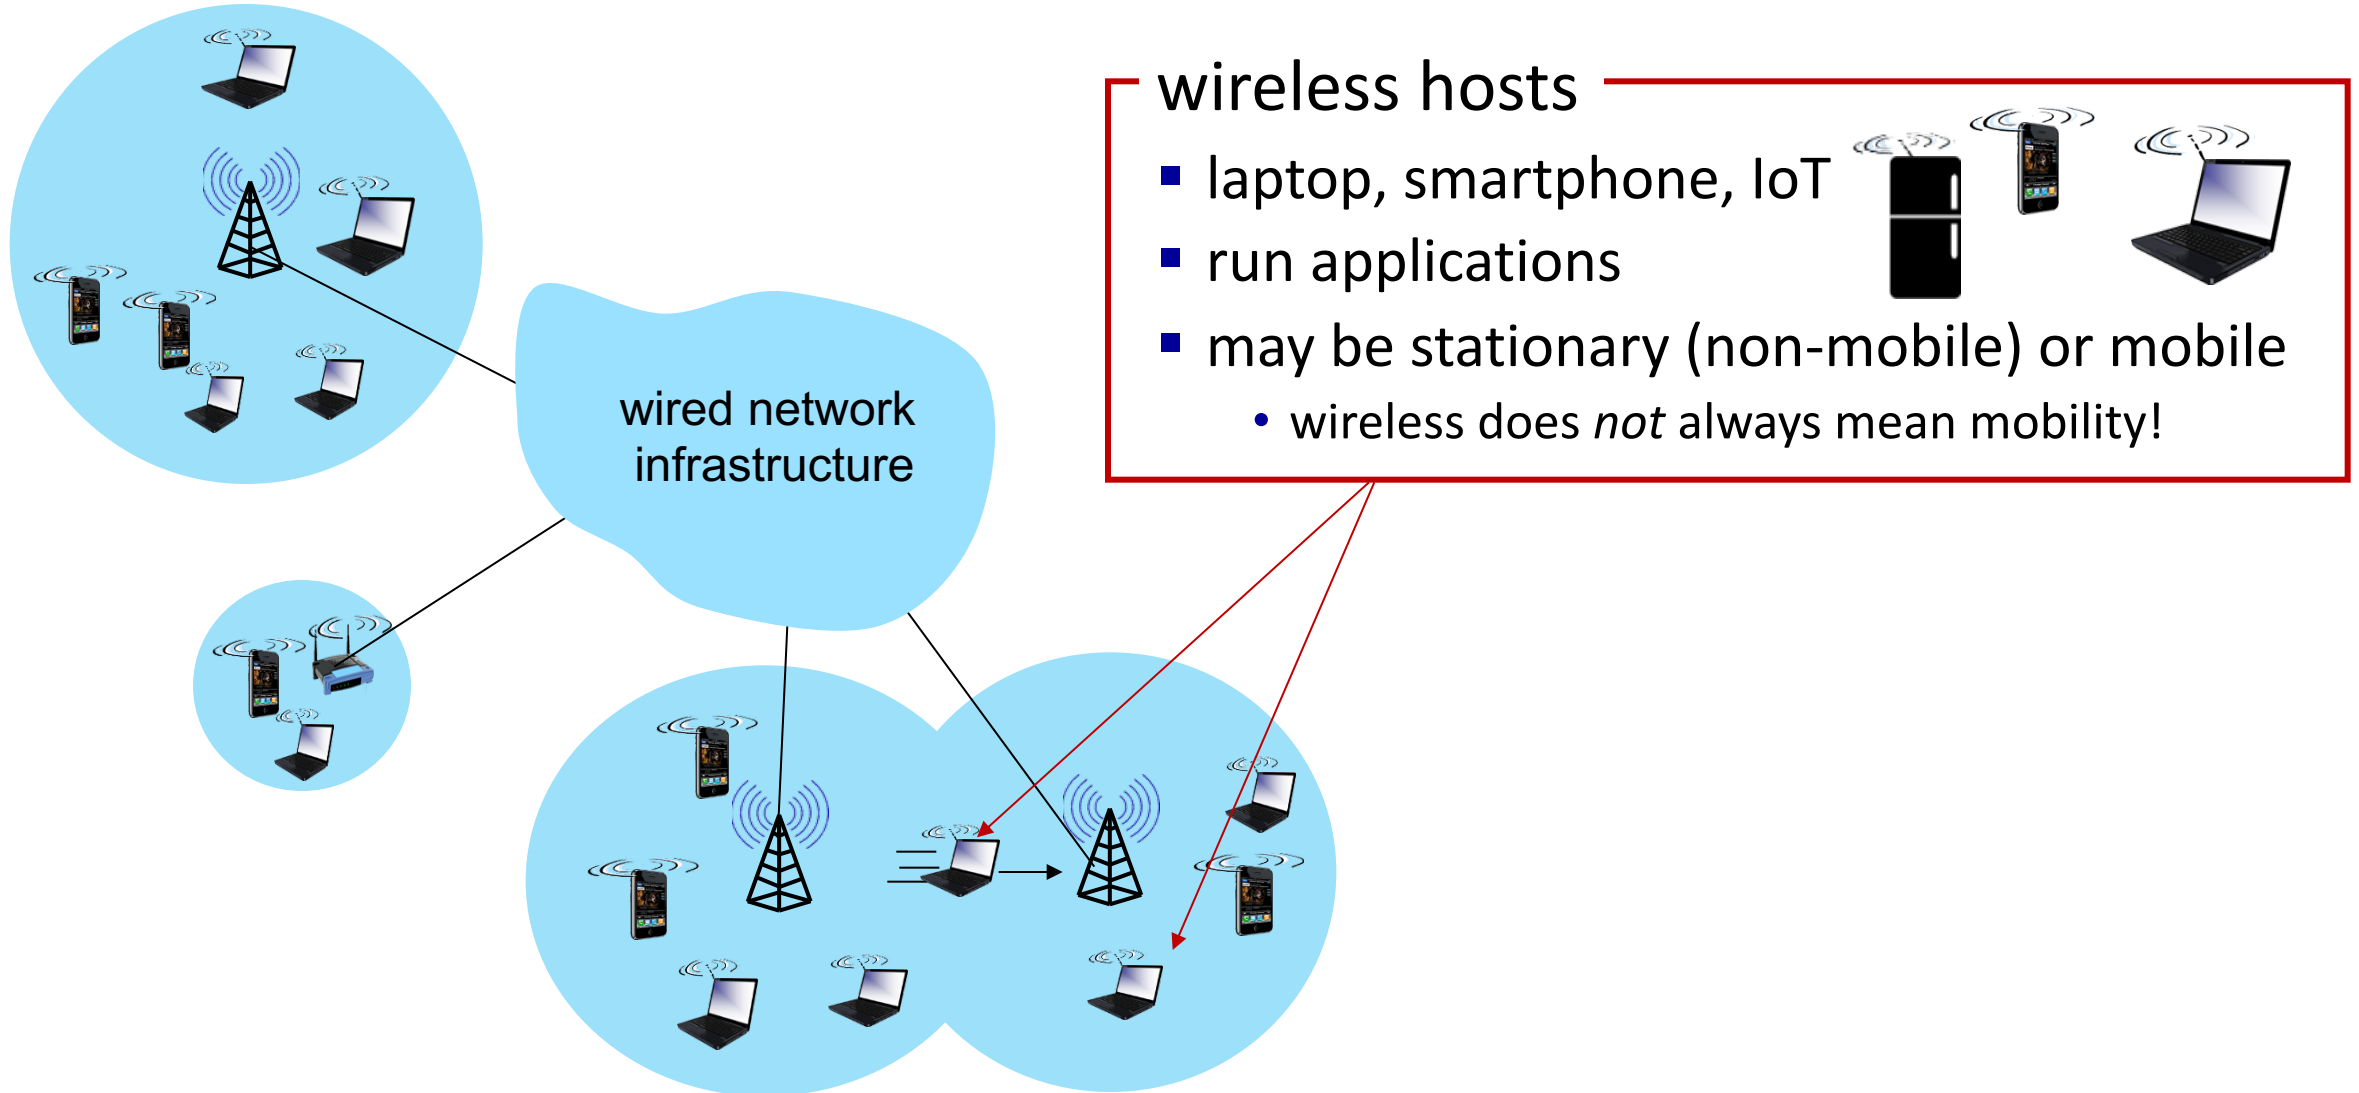 wireless hosts
laptop, smartphone, IoT
run applications
may be stationary (non-mobile) or mobile
wireless does not always mean mobility!
wired network
infrastructure